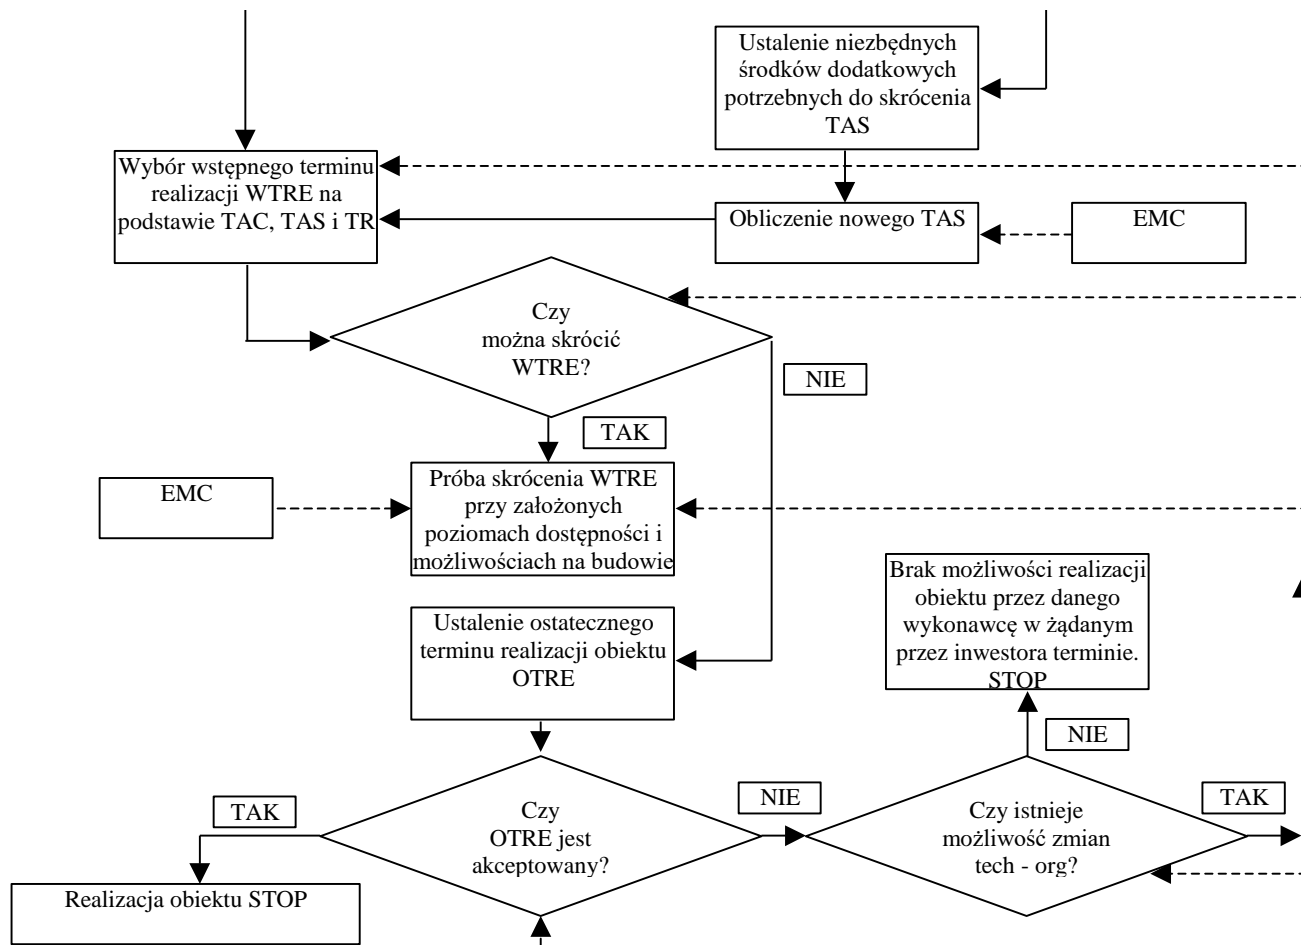 Ustalenie niezbędnych
środków dodatkowych
potrzebnych do skrócenia
TAS
Wybór wstępnego terminu
realizacji WTRE na
podstawie TAC, TAS i TR
Obliczenie nowego TAS
EMC
Czy
można skrócić
WTRE?
NIE
TAK
EMC
Próba skrócenia WTRE
przy założonych
poziomach dostępności i
możliwościach na budowie
Brak możliwości realizacji
obiektu przez danego
wykonawcę w żądanym
przez inwestora terminie.
STOP
Ustalenie ostatecznego
terminu realizacji obiektu
OTRE
NIE
TAK
NIE
TAK
Czy
OTRE jest
akceptowany?
Czy istnieje
możliwość zmian
tech - org?
Realizacja obiektu STOP